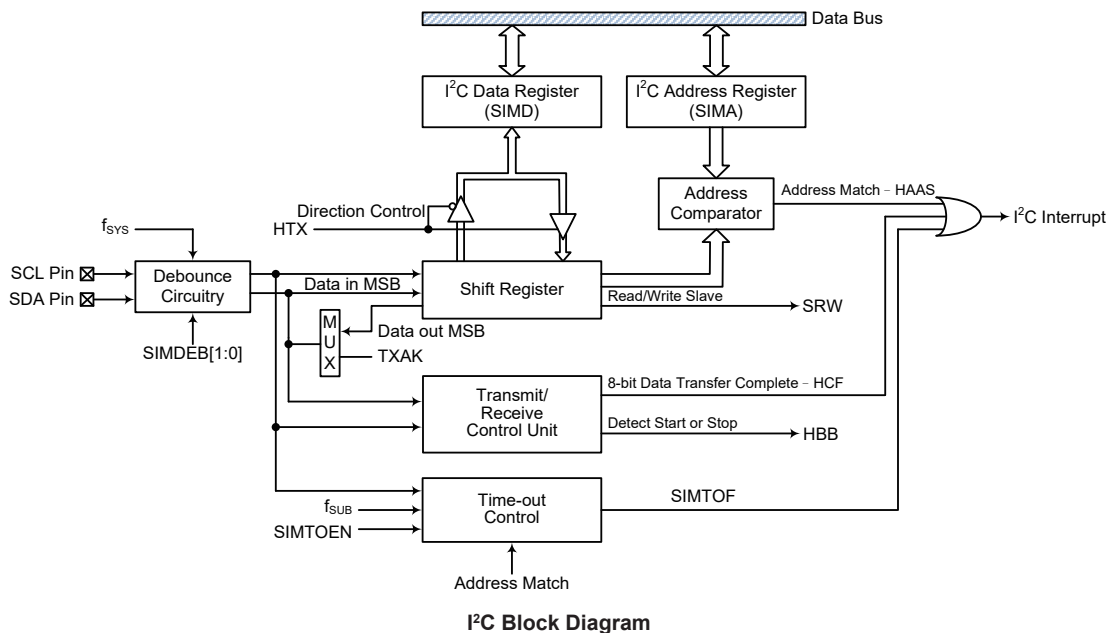 Data Bus
I²C Data Register
(SIMD)
I²C Address Register
(SIMA)
Direction Control
HTX
Address
Comparator
Address Match – HAAS
I²C Interrupt
fSYS
SCL Pin
SDA Pin
Debounce
Circuitry
SIMDEB[1:0]
Data in MSB
Shift Register
Read/Write Slave
SRW
M
U
X
Data out MSB
TXAK
Transmit/
Receive
Control Unit
8-bit Data Transfer Complete – HCF
Detect Start or Stop
HBB
fSUB
SIMTOEN
Time-out
Control
SIMTOF
Address Match
I²C Block Diagram